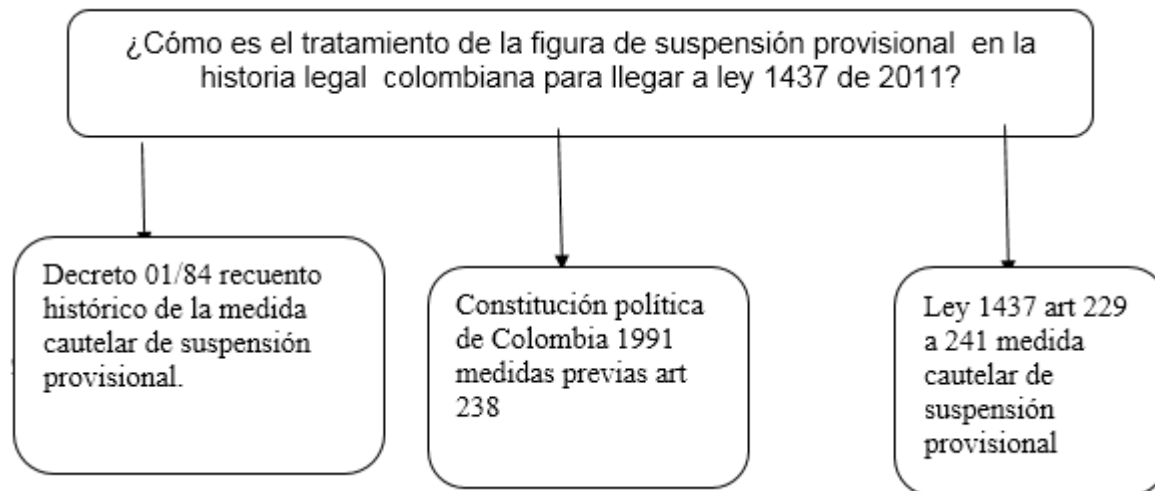 ¿Cómo es el tratamiento de la figura de suspensión provisional en la
historia legal colombiana para llegar a ley 1437 de 2011?
Decreto 01/84 recuento
histórico de la medida
cautelar de suspensión
provisional.
Constitución política
de Colombia 1991
medidas previas art
238
Ley 1437 art 229
a 241 medida
cautelar de
suspensión
provisional